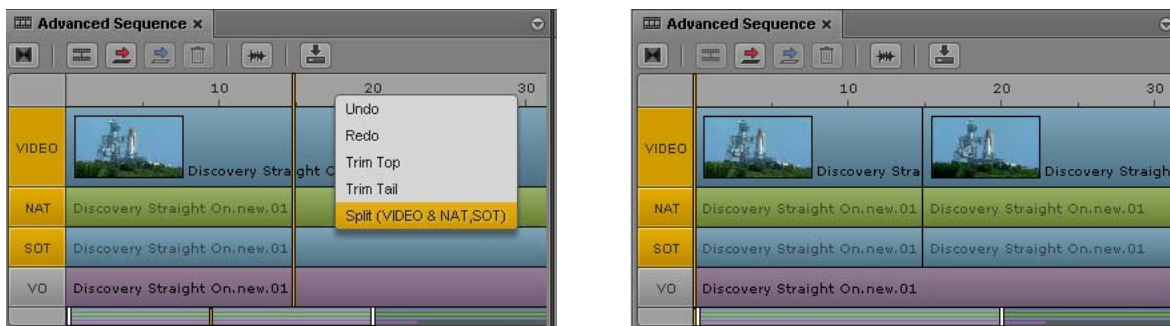 Advanced Sequence ×
10 20 30
Undo
Redo
Trim Top
Trim Tail
Split (VIDEO & NAT,SOT)
VIDEO
Discovery Straight O
NAT
Discovery Straight On.new.01
SOT
Discovery Straight On.new.01
VO
Discovery Straight On.new.01
Advanced Sequence ×
10 20 30
VIDEO
Discovery Stra
Discovery Straigh
NAT
Discovery Straight On.new.01 Discovery Straight On.new.01
SOT
Discovery Straight On.new.01 Discovery Straight On.new.01
VO
Discovery Straight On.new.01